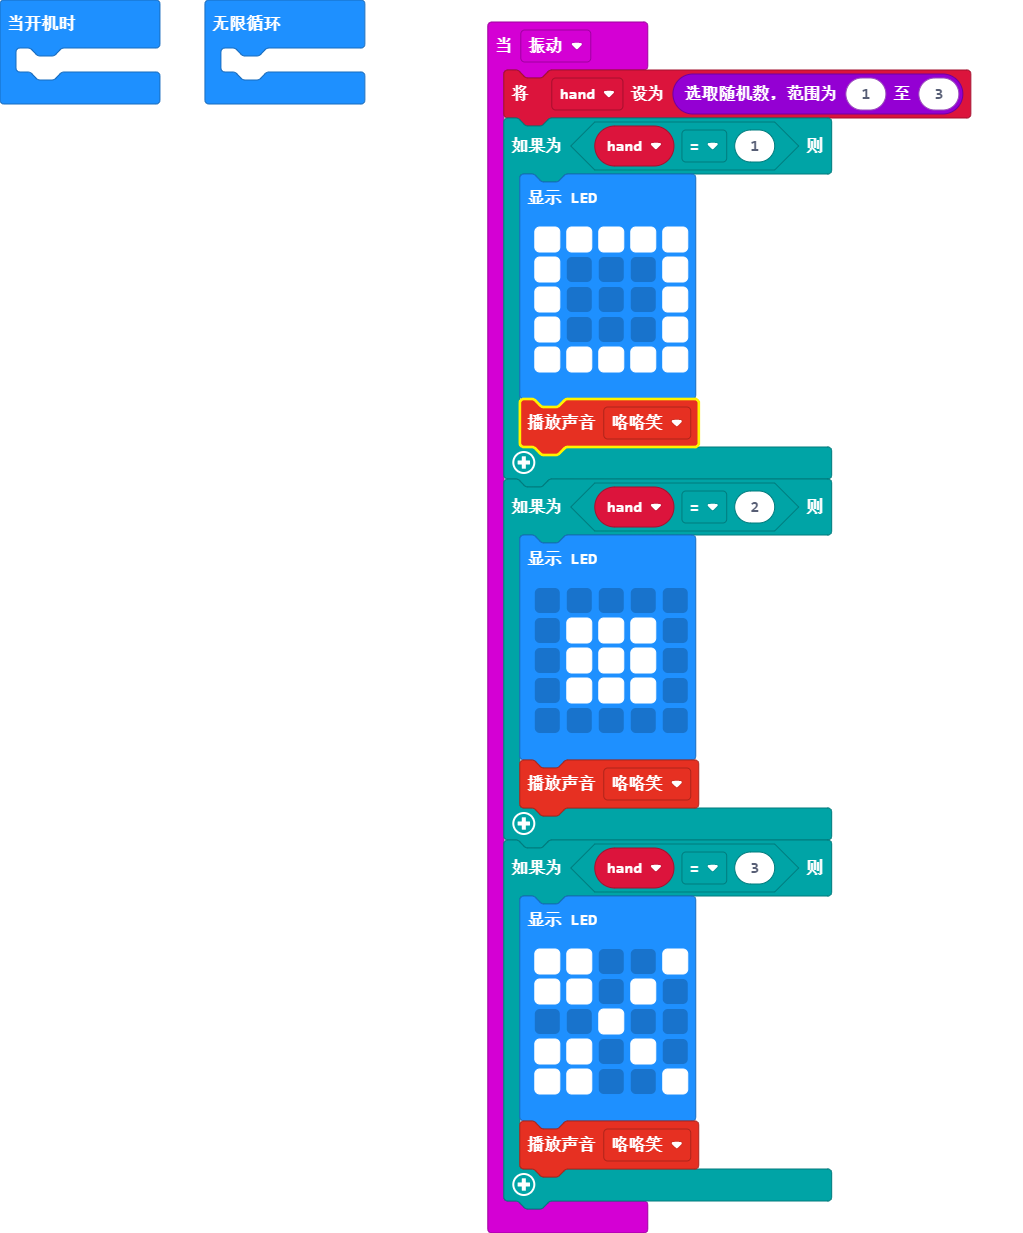 当开机时
无限循环
当 振动
将 hand 设为 选取随机数，范围为 1 至 3
如果为 hand = 1 则
显示 LED
播放声音 咯咯笑
如果为 hand = 2 则
显示 LED
播放声音 咯咯笑
如果为 hand = 3 则
显示 LED
播放声音 咯咯笑